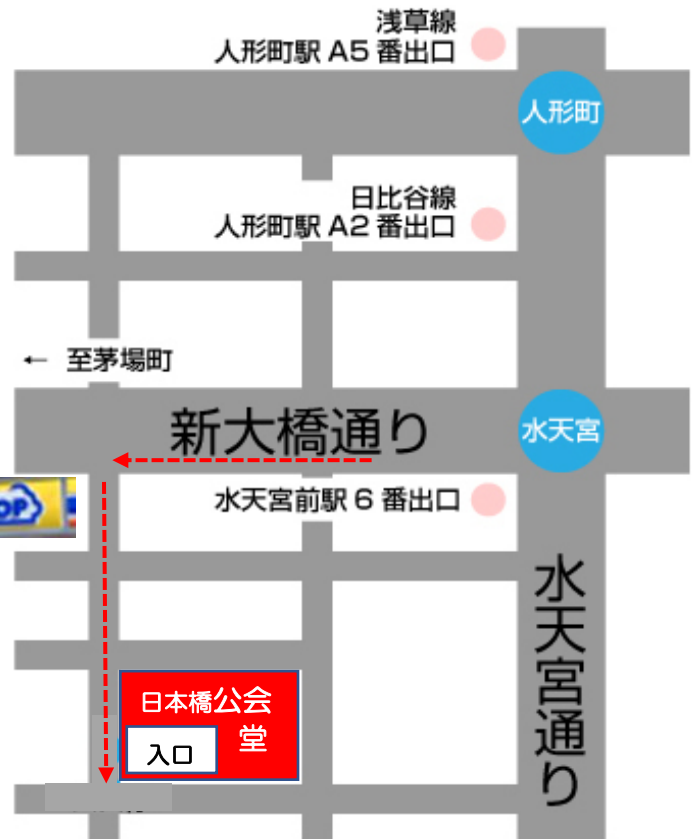 浅草線
人形町駅 A5 番出口
人形町
日比谷線
人形町駅 A2 番出口
← 至茅場町
新大橋通り
水天宮
OP
水天宮前駅 6 番出口
水天宮通り
日本橋公会
堂
入口